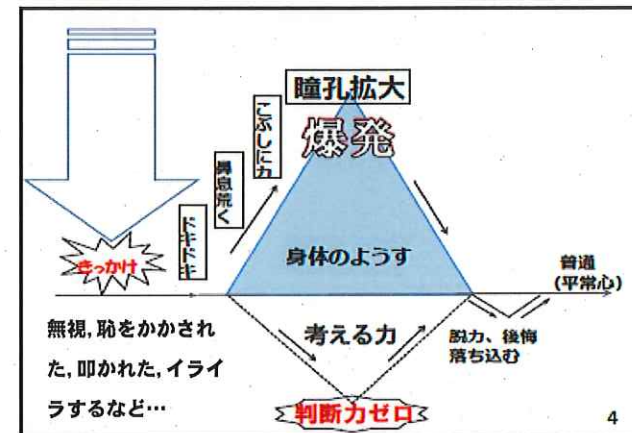 瞳孔拡大
爆発
こぶしに力
鼻息荒く
ドキドキ
きっかけ
身体のようす
普通
(平常心)
無視,恥をかかされ
た,叩かれた,イライ
ラするなど…
考える力
脱力、後悔
落ち込む
判断力ゼロ
4